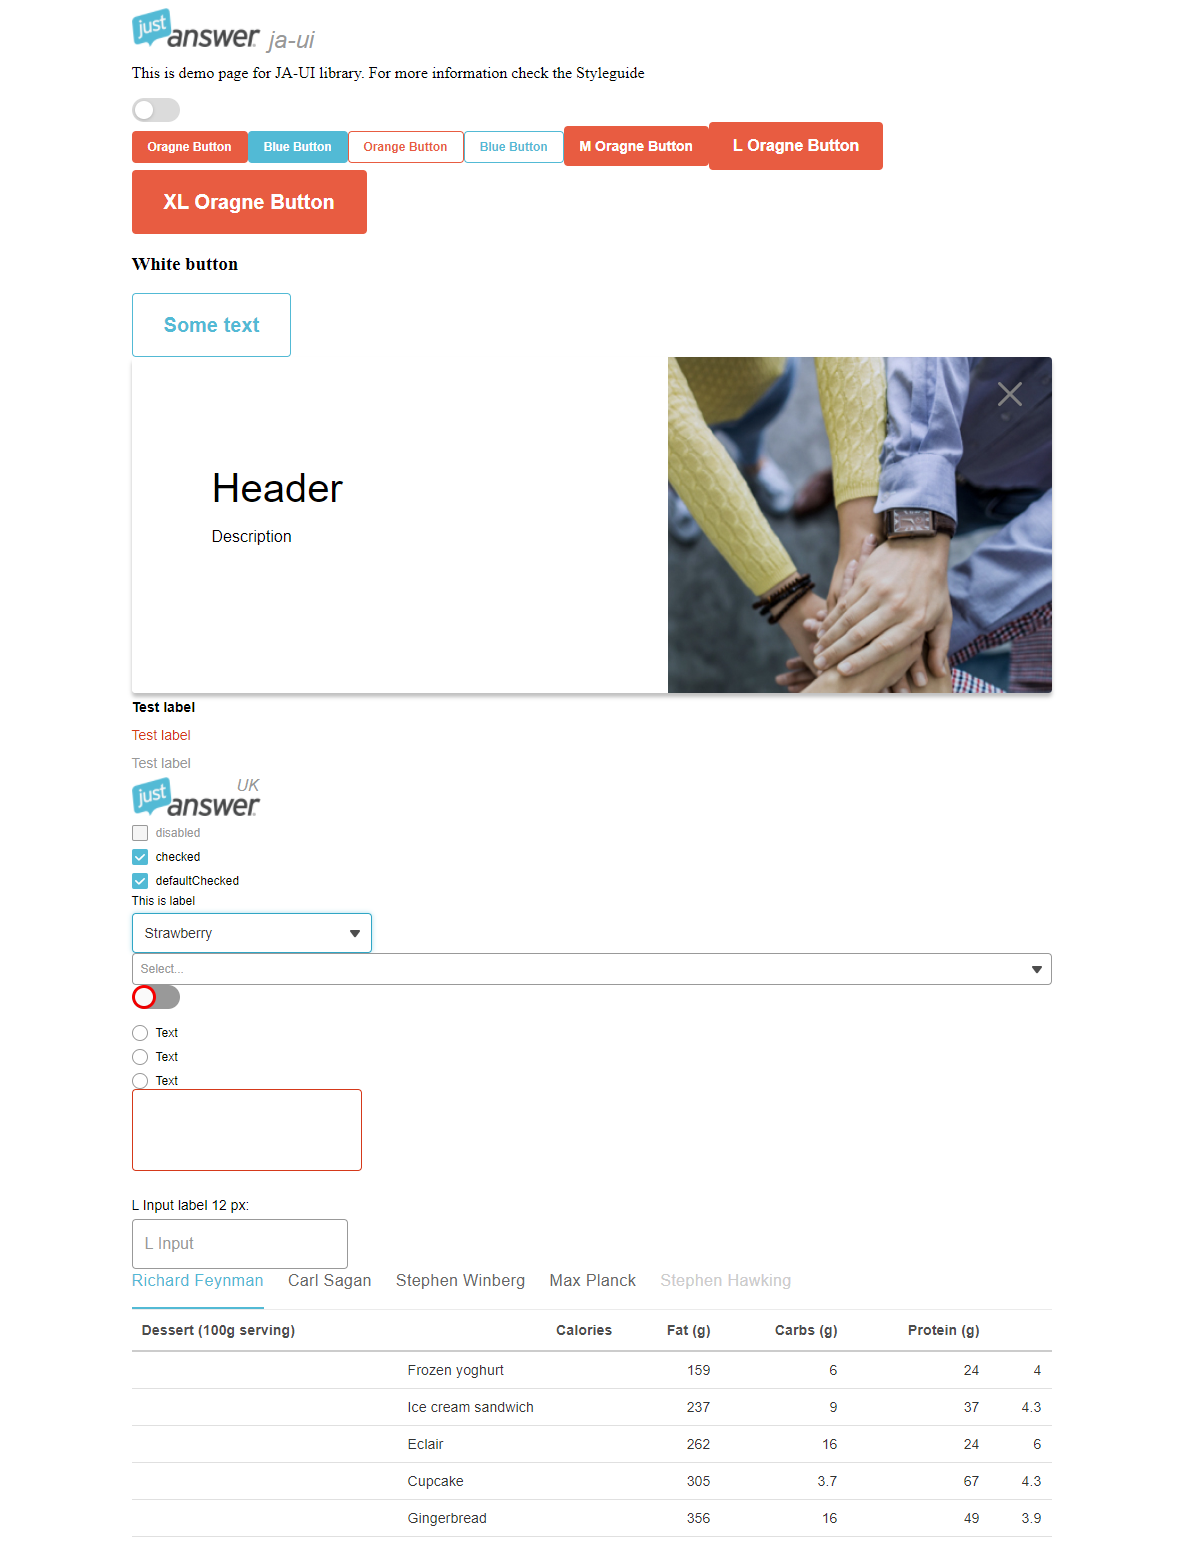 just
answer ja-ui
This is demo page for JA-UI library. For more information check the Styleguide
Oragne Button Blue Button Orange Button Blue Button M Oragne Button L Oragne Button
XL Oragne Button
White button
Some text
Header
Description
Test label
Test label
Test label
just
answer UK
disabled
checked
defaultChecked
This is label
Strawberry
Select...
Text
Text
Text
L Input label 12 px:
L Input
Richard Feynman Carl Sagan Stephen Winberg Max Planck Stephen Hawking
Dessert (100g serving) Calories Fat (g) Carbs (g) Protein (g)
Frozen yoghurt 159 6 24 4
Ice cream sandwich 237 9 37 4.3
Eclair 262 16 24 6
Cupcake 305 3.7 67 4.3
Gingerbread 356 16 49 3.9